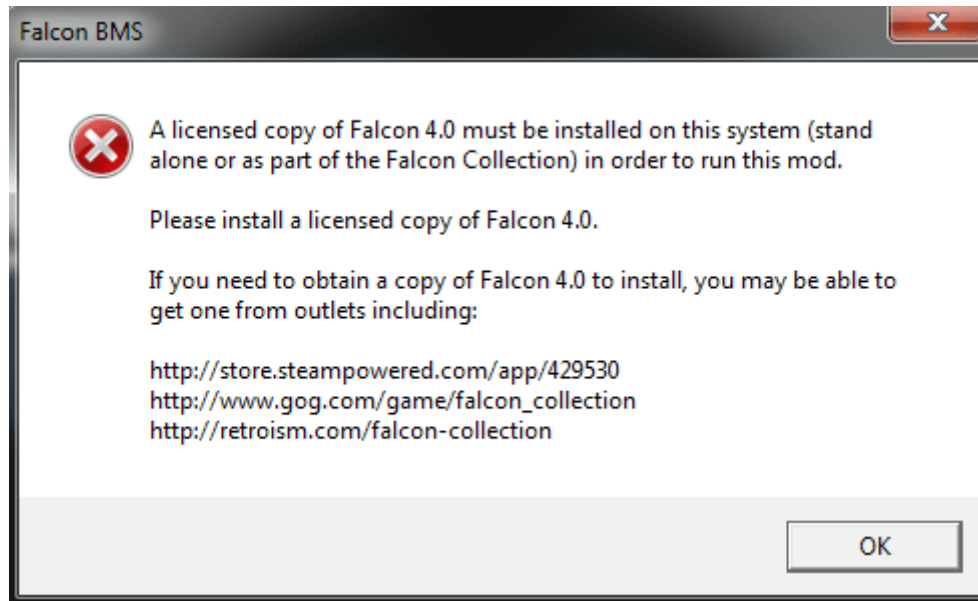 Falcon BMS
A licensed copy of Falcon 4.0 must be installed on this system (stand
alone or as part of the Falcon Collection) in order to run this mod.
Please install a licensed copy of Falcon 4.0.
If you need to obtain a copy of Falcon 4.0 to install, you may be able to
get one from outlets including:
http://store.steampowered.com/app/429530
http://www.gog.com/game/falcon_collection
http://retroism.com/falcon-collection
OK